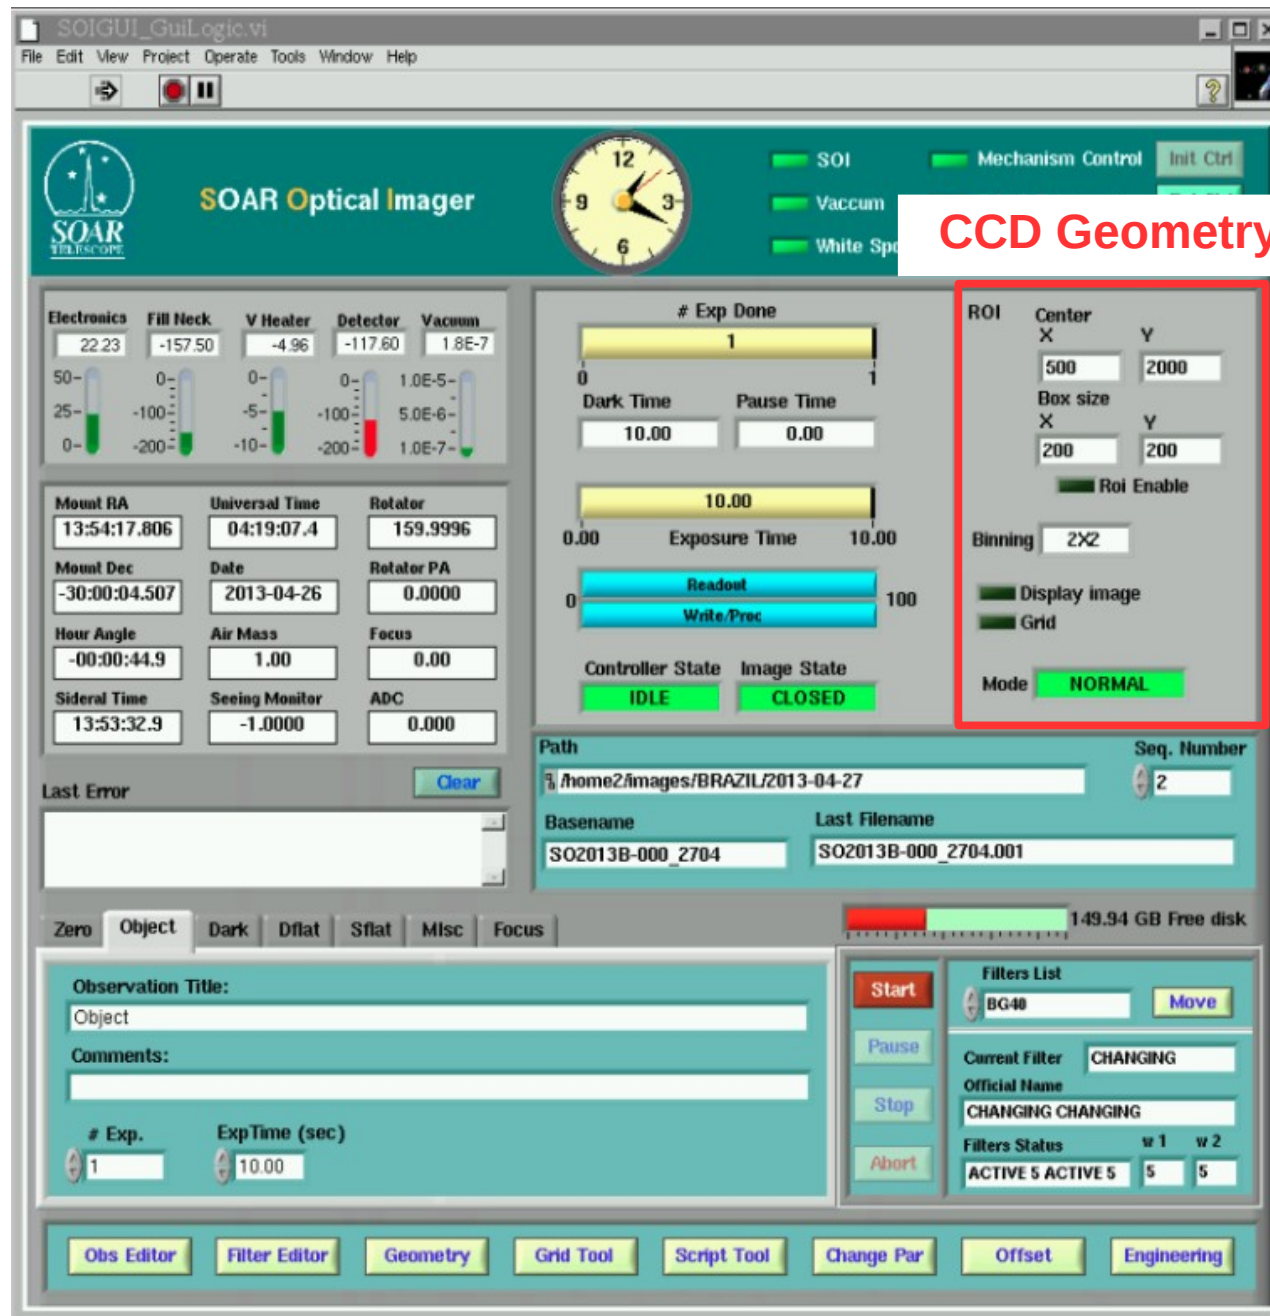 SOIGUI_GuiLogic.vi
File Edit View Project Operate Tools Window Help
SOAR
TELESCOPE
SOAR Optical Imager
12
9 3
6
SOI
Mechanism Control
Init Ctrl
Vaccum
White Spo
CCD Geometry
Electronics Fill Neck V Heater Detector Vacuum
22.23 -157.50 -4.96 -117.60 1.8E-7
50 0 0 0 1.0E-5
25 -100 -5 -100 5.0E-6
0 -200 -10 -200 1.0E-7
Mount RA Universal Time Rotator
13:54:17.806 04:19:07.4 159.9996
Mount Dec Date Rotator PA
-30:00:04.507 2013-04-26 0.0000
Hour Angle Air Mass Focus
-00:00:44.9 1.00 0.00
Sideral Time Seeing Monitor ADC
13:53:32.9 -1.0000 0.000
Last Error
Clear
# Exp Done
1
0 1
Dark Time Pause Time
10.00 0.00
10.00
0.00 Exposure Time 10.00
Readout
0 100
Write/Proc
Controller State Image State
IDLE CLOSED
ROI Center
X Y
500 2000
Box size
X Y
200 200
Roi Enable
Binning 2X2
Display image
Grid
Mode NORMAL
Path
/home2/images/BRAZIL/2013-04-27
Seq. Number
2
Basename
SO2013B-000_2704
Last Filename
SO2013B-000_2704.001
Zero Object Dark Dflat Sflat Misc Focus
149.94 GB Free disk
Observation Title:
Object
Comments:
# Exp. ExpTime (sec)
1 10.00
Start
Pause
Stop
Abort
Filters List
BG40
Move
Current Filter CHANGING
Official Name
CHANGING CHANGING
Filters Status w 1 w 2
ACTIVE 5 ACTIVE 5 5 5
Obs Editor Filter Editor Geometry Grid Tool Script Tool Change Par Offset Engineering